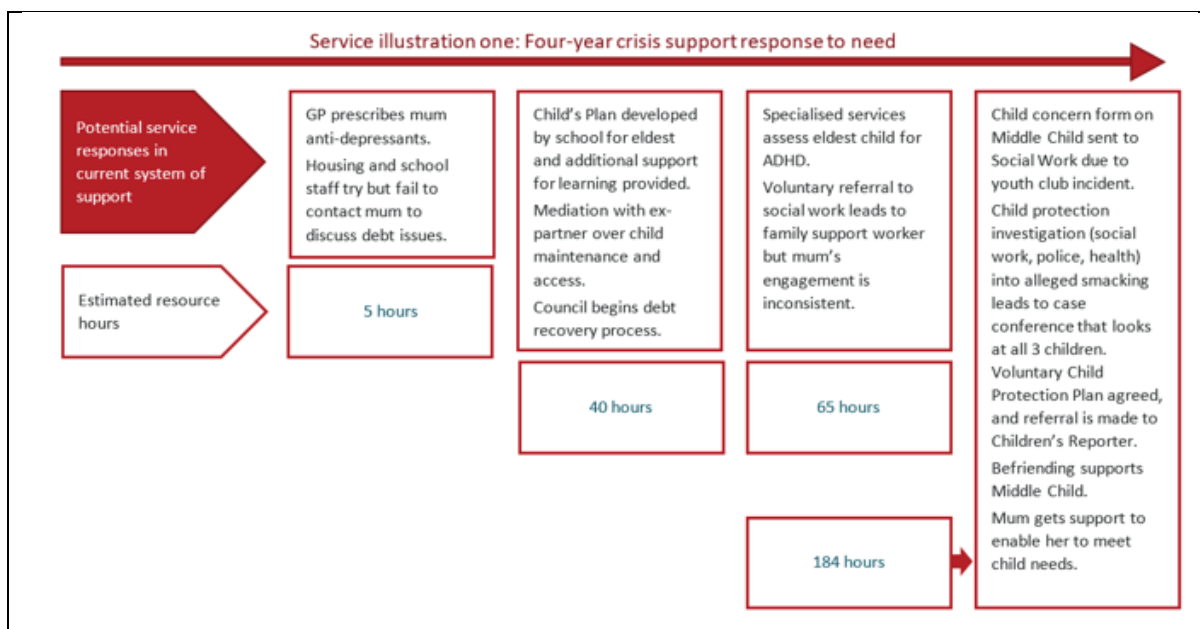 Service illustration one: Four-year crisis support response to need
Potential service
responses in
current system of
support
GP prescribes mum
anti-depressants.
Housing and school
staff try but fail to
contact mum to
discuss debt issues.
Child's Plan developed
by school for eldest
and additional support
for learning provided.
Mediation with ex-
partner over child
maintenance and
access.
Council begins debt
recovery process.
Specialised services
assess eldest child for
ADHD.
Voluntary referral to
social work leads to
family support worker
but mum's
engagement is
inconsistent.
Child concern form on
Middle Child sent to
Social Work due to
youth club incident.
Child protection
investigation (social
work, police, health)
into alleged smacking
leads to case
conference that looks
at all 3 children.
Voluntary Child
Protection Plan agreed,
and referral is made to
Children's Reporter.
Befriending supports
Middle Child.
Mum gets support to
enable her to meet
child needs.
Estimated resource
hours
5 hours
40 hours
65 hours
184 hours